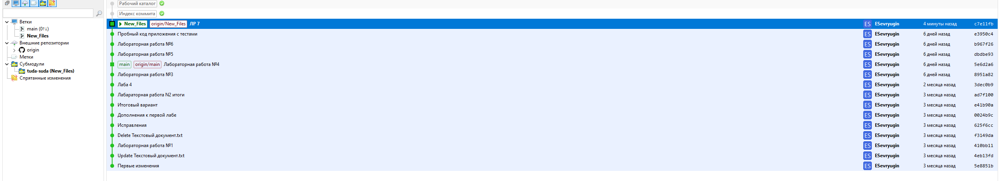 Ветки
main (0↑↓)
New_Files
Внешние репозитории
origin
Метки
Субмодули
tuda-suda (New_Files)
Спрятанные изменения
Рабочий каталог
Индекс коммита
New_Files origin/New_Files ЛР 7 ES ESevryugin 4 минуты назад c7e11fb
Пробный код приложения с тестами ES ESevryugin 6 дней назад e3950c4
Лабораторная работа №6 ES ESevryugin 6 дней назад b967f26
Лабораторная работа №5 ES ESevryugin 6 дней назад dbdbe93
main origin/main Лабораторная работа №4 ES ESevryugin 6 дней назад 5e6d2a6
Лабораторная работа №3 ES ESevryugin 6 дней назад 8951a82
Лаба 4 ES ESevryugin 2 месяца назад 3dec0b9
Лабараторная работа N2 итоги ES ESevryugin 3 месяца назад ad7f100
Итоговый вариант ES ESevryugin 3 месяца назад e41b90a
Дополнения к первой лабе ES ESevryugin 3 месяца назад 0024b9c
Исправления ES ESevryugin 3 месяца назад 625f6cc
Delete Текстовый документ.txt ES ESevryugin 3 месяца назад f3149da
Лабораторная работа №1 ES ESevryugin 3 месяца назад 410bb11
Update Текстовый документ.txt ES ESevryugin 3 месяца назад 4eb13fd
Первые изменения ES ESevryugin 3 месяца назад 5e8851b